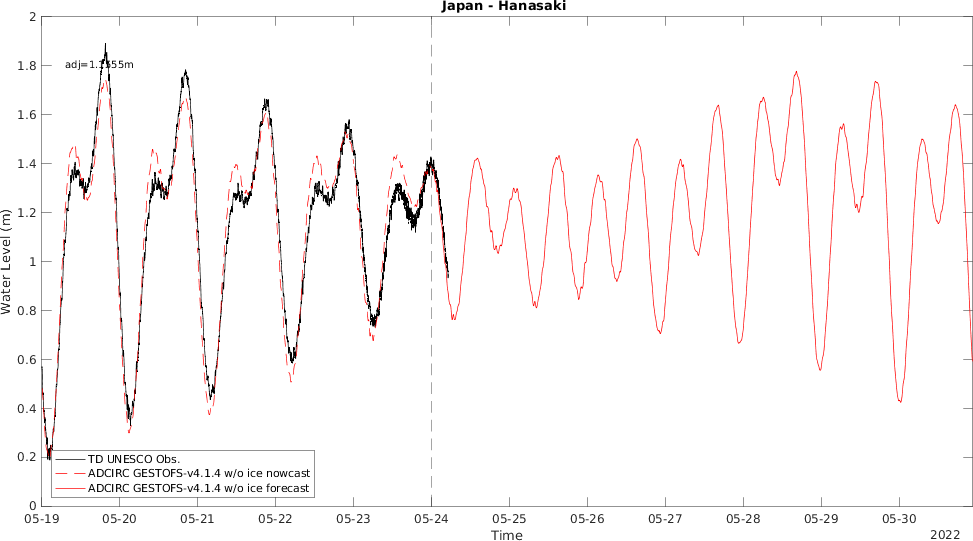 Japan - Hanasaki
2
1.8
1.6
1.4
1.2
1
0.8
0.6
0.4
0.2
0
Water Level (m)
TD UNESCO Obs.
ADCIRC GESTOFS-v4.1.4 w/o ice nowcast
ADCIRC GESTOFS-v4.1.4 w/o ice forecast
05-19 05-20 05-21 05-22 05-23 05-24 05-25 05-26 05-27 05-28 05-29 05-30
Time
2022